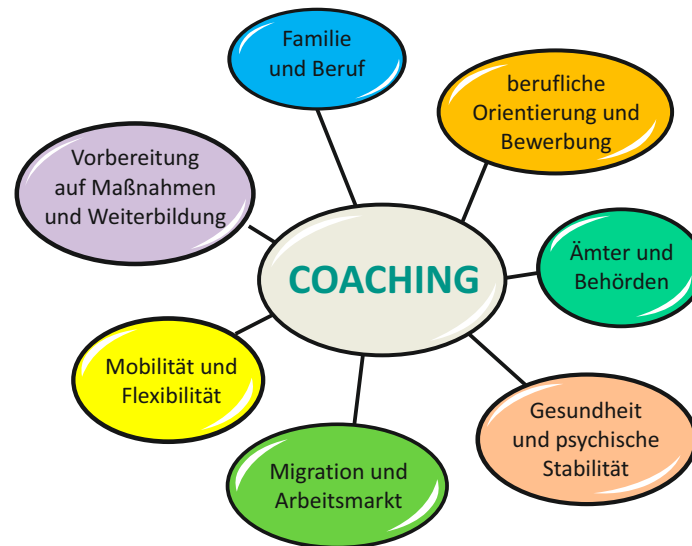 Familie
und Beruf
berufliche
Orientierung und
Bewerbung
Vorbereitung
auf Maßnahmen
und Weiterbildung
COACHING
Ämter und
Behörden
Mobilität und
Flexibilität
Gesundheit
und psychische
Stabilität
Migration und
Arbeitsmarkt